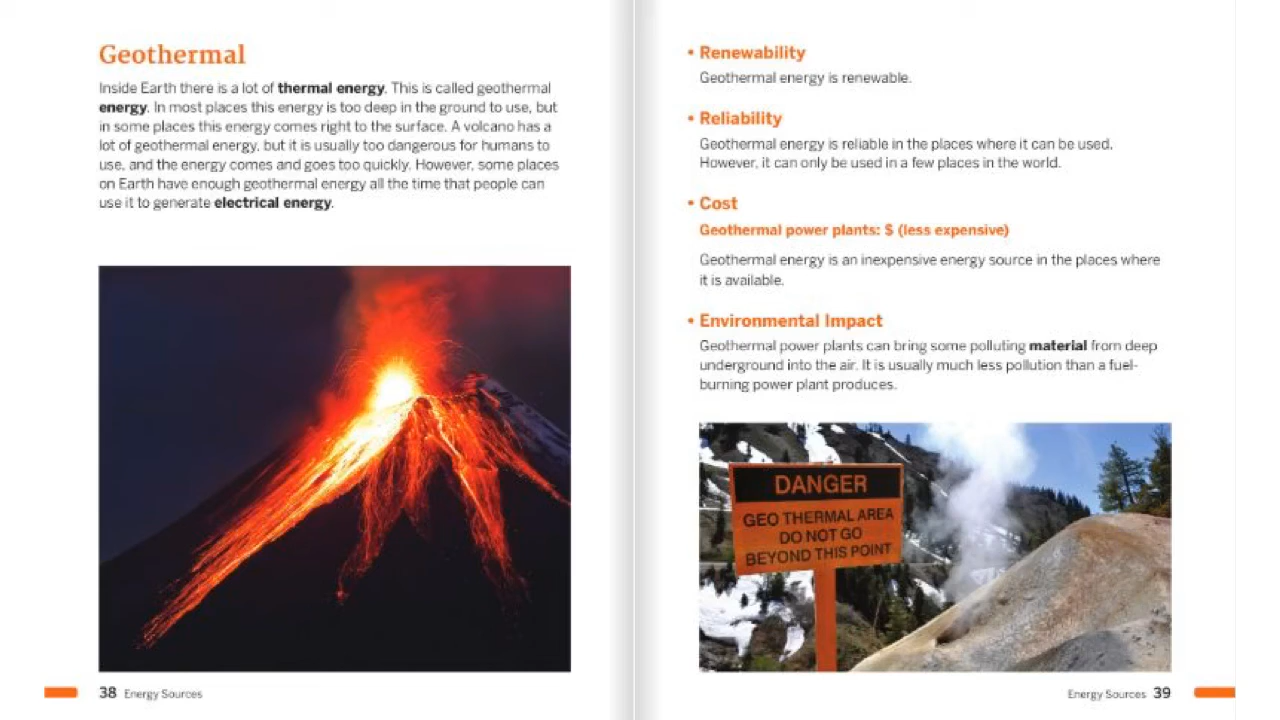 Geothermal
Inside Earth there is a lot of thermal energy. This is called geothermal
energy. In most places this energy is too deep in the ground to use, but
in some places this energy comes right to the surface. A volcano has a
lot of geothermal energy, but it is usually too dangerous for humans to
use, and the energy comes and goes too quickly. However, some places
on Earth have enough geothermal energy all the time that people can
use it to generate electrical energy.
38 Energy Sources
• Renewability
Geothermal energy is renewable.
• Reliability
Geothermal energy is reliable in the places where it can be used.
However, it can only be used in a few places in the world.
• Cost
Geothermal power plants: $ (less expensive)
Geothermal energy is an inexpensive energy source in the places where
it is available.
• Environmental Impact
Geothermal power plants can bring some polluting material from deep
underground into the air. It is usually much less pollution than a fuel-
burning power plant produces.
DANGER
GEO THERMAL AREA
DO NOT GO
BEYOND THIS POINT
Energy Sources 39